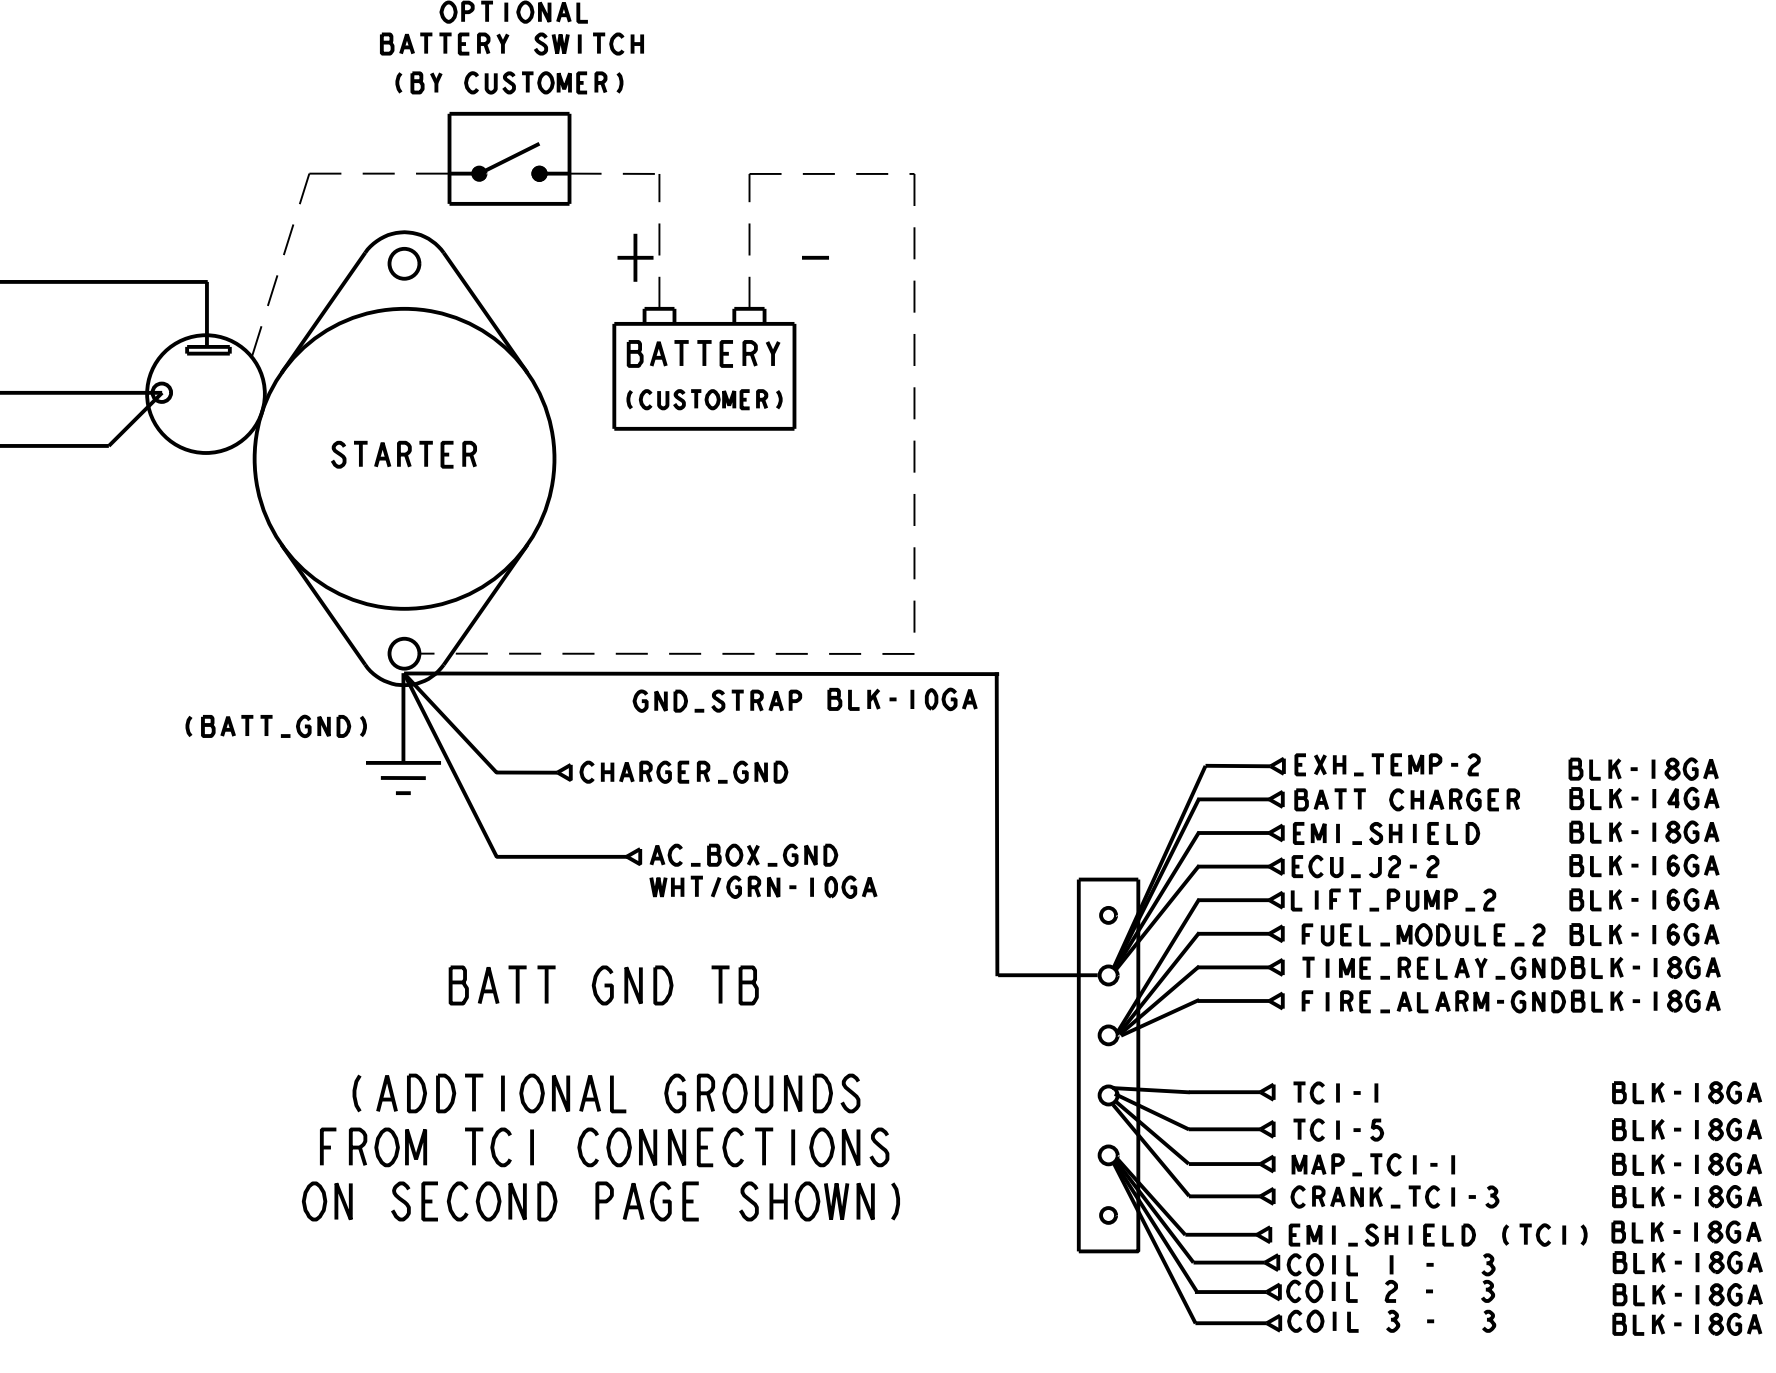 OPTIONAL
BATTERY SWITCH
(BY CUSTOMER)
+ -
BATTERY
(CUSTOMER)
STARTER
GND_STRAP BLK-10GA
(BATT_GND)
CHARGER_GND
AC_BOX_GND
WHT/GRN-10GA
BATT GND TB
(ADDTIONAL GROUNDS
FROM TCI CONNECTIONS
ON SECOND PAGE SHOWN)
EXH_TEMP-2 BLK-18GA
BATT CHARGER BLK-14GA
EMI_SHIELD BLK-18GA
ECU_J2-2 BLK-16GA
LIFT_PUMP_2 BLK-16GA
FUEL_MODULE_2 BLK-16GA
TIME_RELAY_GND BLK-18GA
FIRE_ALARM-GND BLK-18GA
TCI-1 BLK-18GA
TCI-5 BLK-18GA
MAP_TCI-1 BLK-18GA
CRANK_TCI-3 BLK-18GA
EMI_SHIELD (TCI) BLK-18GA
COIL 1 - 3 BLK-18GA
COIL 2 - 3 BLK-18GA
COIL 3 - 3 BLK-18GA